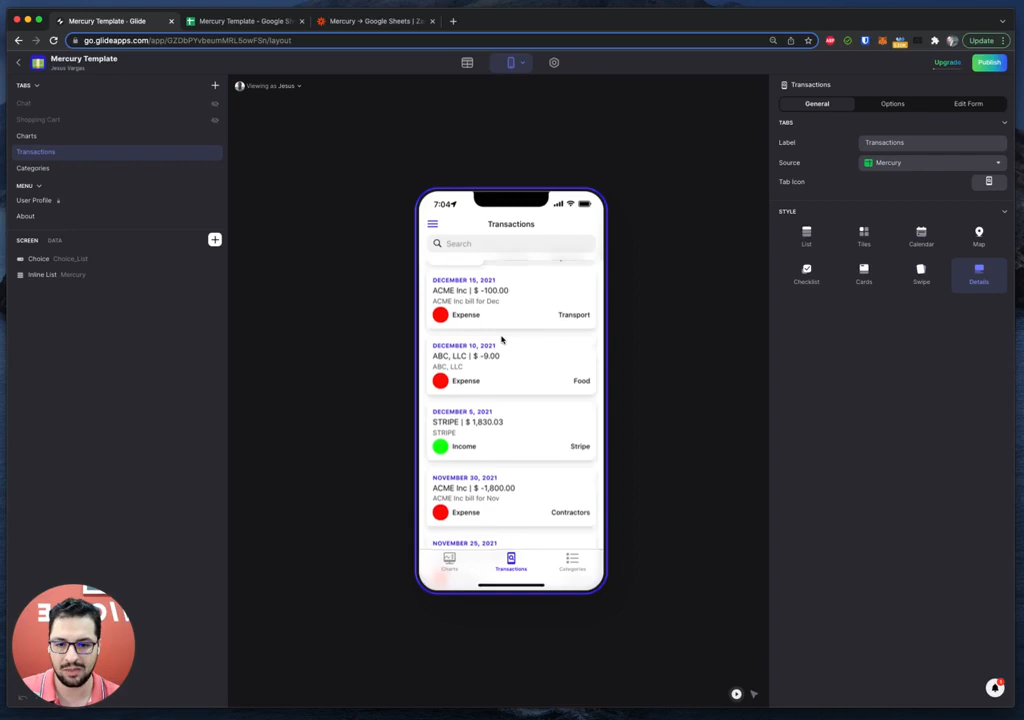 Mercury Template - Glide
Mercury Template - Google Sh
Mercury → Google Sheets | Za
go.glideapps.com/app/GZDbPYvbeumMRL5owFSn/layout
ABP
Update
Mercury Template
Jesus Vargas
Upgrade
Publish
TABS
Chat
Shopping Cart
Charts
Transactions
Categories
MENU
User Profile
About
SCREEN DATA
Choice Choice_List
Inline List Mercury
Viewing as Jesus
7:04
Transactions
Search
DECEMBER 15, 2021
ACME Inc | $ -100.00
ACME Inc bill for Dec
Expense Transport
DECEMBER 10, 2021
ABC, LLC | $ -9.00
ABC, LLC
Expense Food
DECEMBER 5, 2021
STRIPE | $ 1,830.03
STRIPE
Income Stripe
NOVEMBER 30, 2021
ACME Inc | $ -1,800.00
ACME Inc bill for Nov
Expense Contractors
NOVEMBER 25, 2021
Charts Transactions Categories
Transactions
General Options Edit Form
TABS
Label Transactions
Source Mercury
Tab Icon
STYLE
List Tiles Calendar Map
Checklist Cards Swipe Details